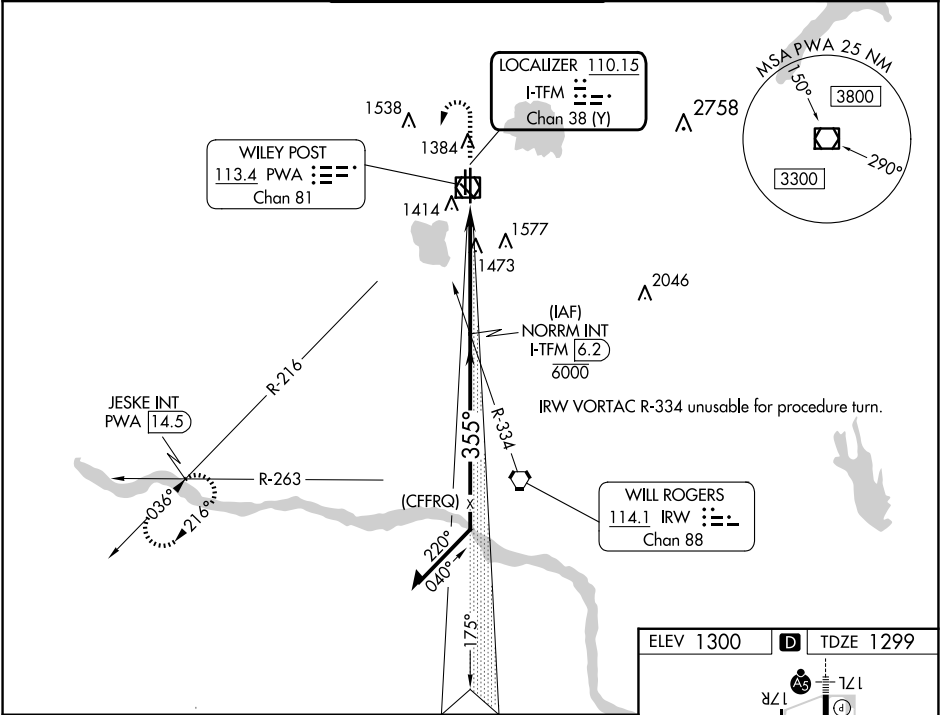 LOCALIZER 110.15
I-TFM
Chan 38 (Y)
MSA PWA 25 NM
150°
3800
290°
3300
1538
1384
2758
WILEY POST
113.4 PWA
Chan 81
1414
1577
1473
2046
(IAF)
NORRM INT
I-TFM 6.2
6000
R-216
JESKE INT
PWA 14.5
IRW VORTAC R-334 unusable for procedure turn.
R-334
355°
R-263
036°
216°
(CFFRQ) X
WILL ROGERS
114.1 IRW
Chan 88
220°
040°
175°
ELEV 1300
D
TDZE 1299
A5
17L
17R
P